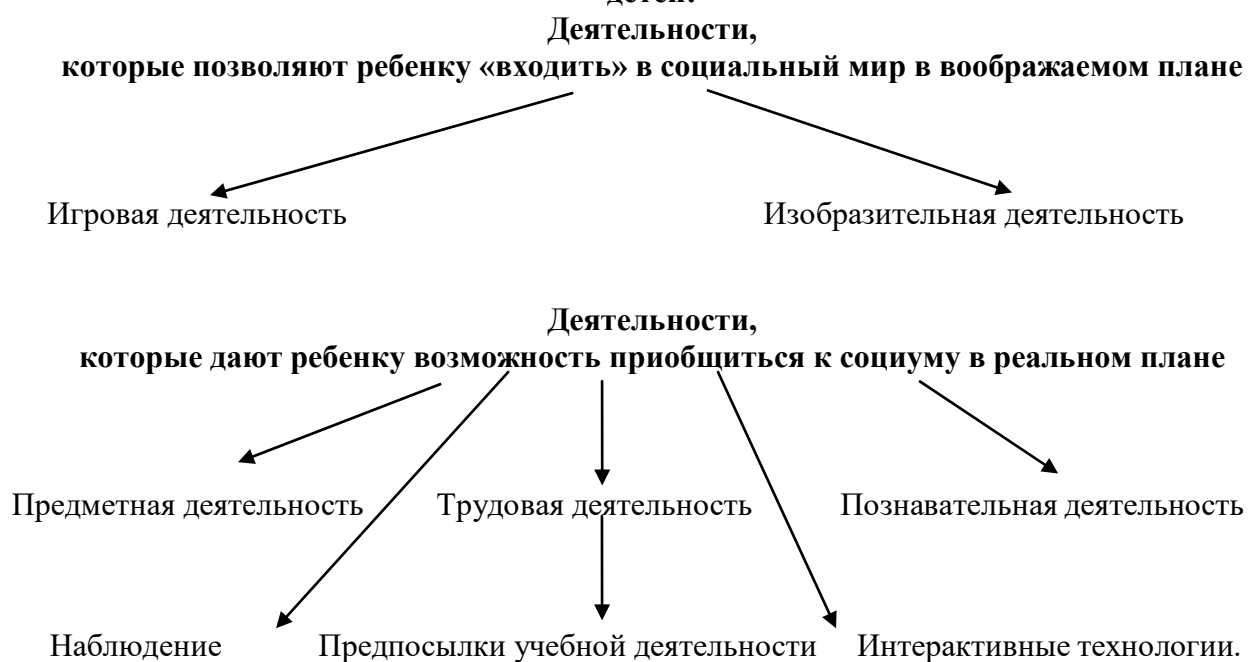 детей.
Деятельности,
которые позволяют ребенку «входить» в социальный мир в воображаемом плане
Игровая деятельность Изобразительная деятельность
Деятельности,
которые дают ребенку возможность приобщиться к социуму в реальном плане
Предметная деятельность Трудовая деятельность Познавательная деятельность
Наблюдение Предпосылки учебной деятельности Интерактивные технологии.